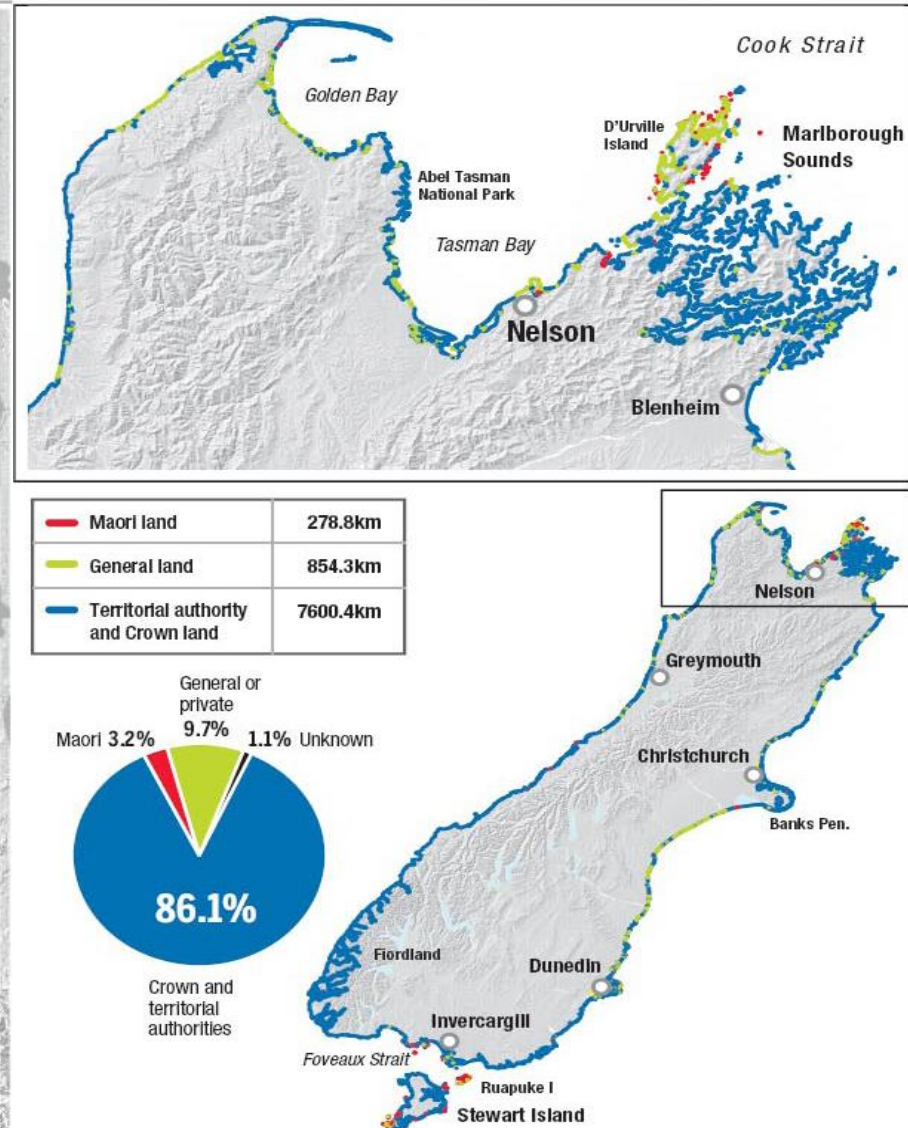 Cook Strait
Golden Bay
D'Urville
Island
Marlborough
Sounds
Abel Tasman
National Park
Tasman Bay
Nelson
Blenheim
Maori land 278.8km
General land 854.3km
Territorial authority
and Crown land 7600.4km
Nelson
Greymouth
Christchurch
Banks Pen.
General or
private
9.7%
Maori 3.2%
1.1% Unknown
86.1%
Crown and
territorial
authorities
Fiordland
Dunedin
Invercargill
Foveaux Strait
Ruapuke I
Stewart Island